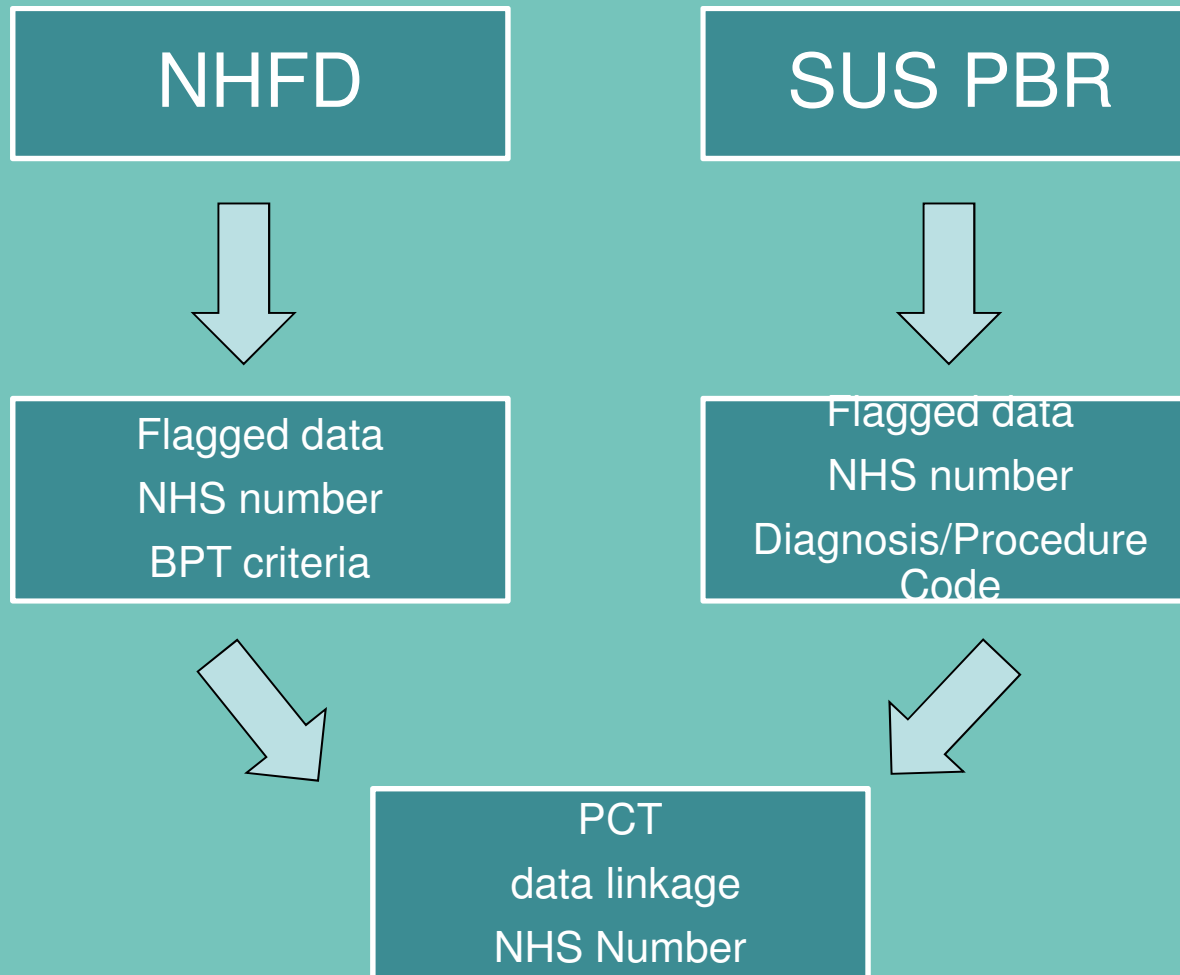 NHFD
SUS PBR
Flagged data
NHS number
BPT criteria
Flagged data
NHS number
Diagnosis/Procedure
Code
PCT
data linkage
NHS Number